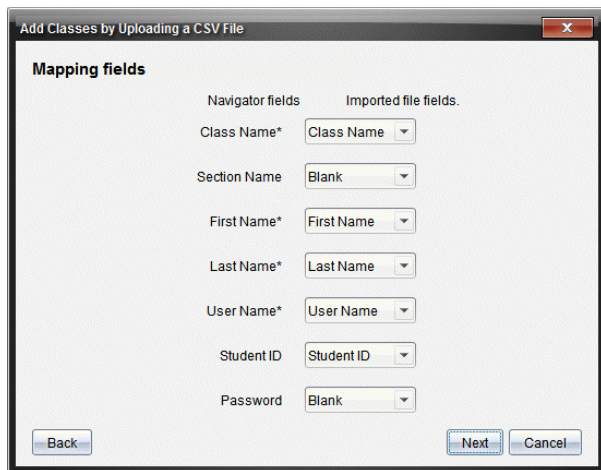 Add Classes by Uploading a CSV File
Mapping fields
Navigator fields Imported file fields.
Class Name* Class Name
Section Name Blank
First Name* First Name
Last Name* Last Name
User Name* User Name
Student ID Student ID
Password Blank
Back Next Cancel